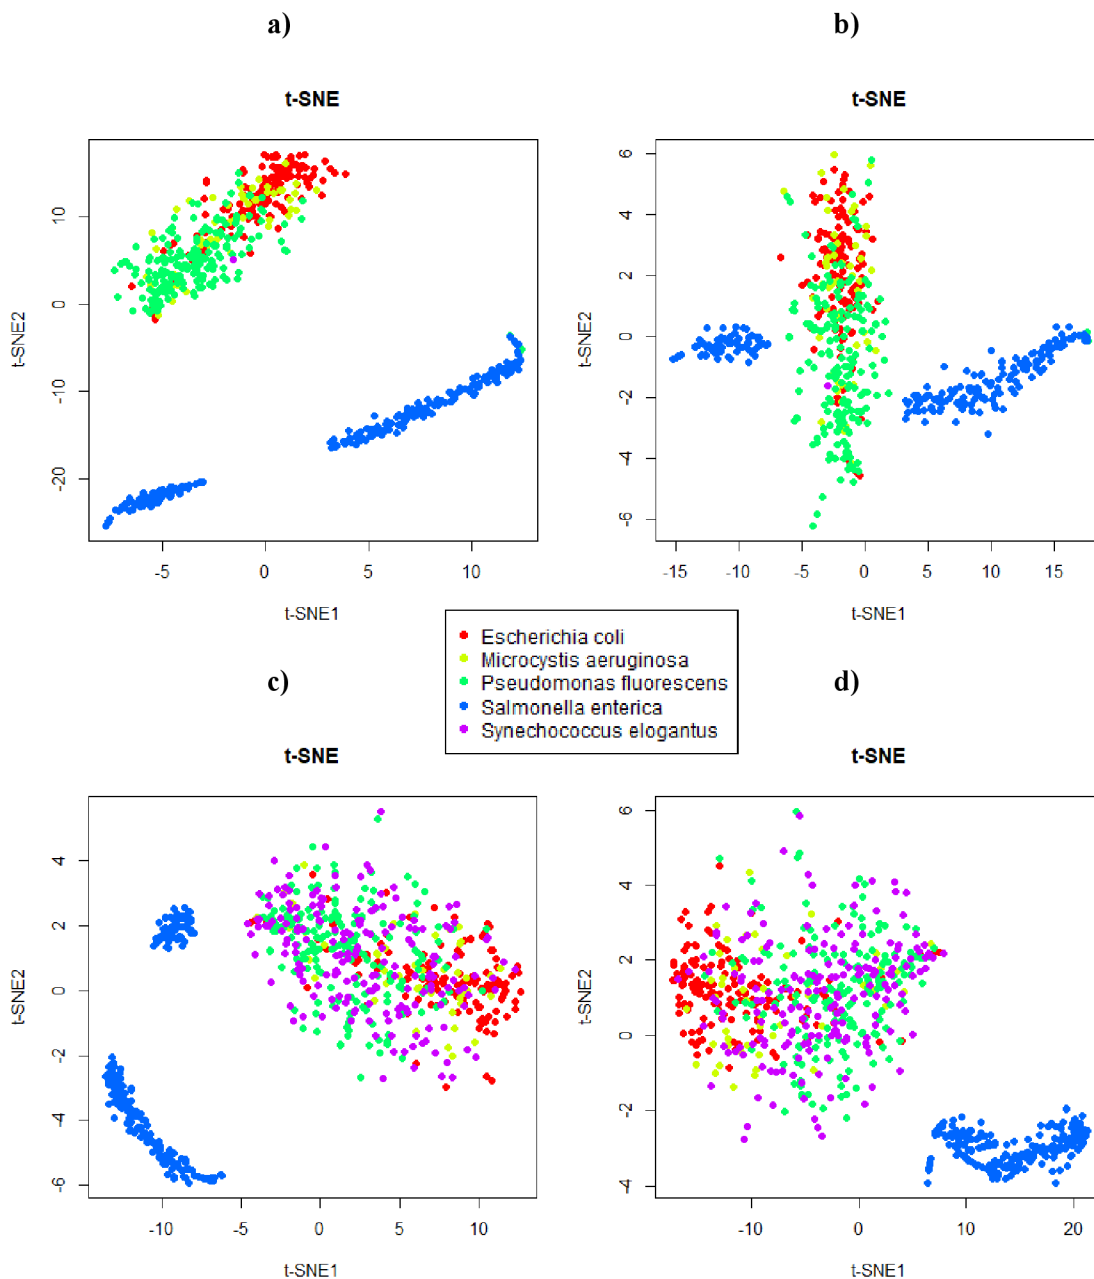 a)
b)
t-SNE
t-SNE
10
0
-10
-20
t-SNE2
-5
0
5
10
t-SNE1
6
4
2
0
-2
-4
-6
t-SNE2
-15
-10
-5
0
5
10
15
t-SNE1
Escherichia coli
Microcystis aeruginosa
Pseudomonas fluorescens
Salmonella enterica
Synechococcus elogantus
c)
d)
t-SNE
t-SNE
4
2
0
-2
-4
-6
t-SNE2
-10
-5
0
5
10
t-SNE1
6
4
2
0
-2
-4
t-SNE2
-10
0
10
20
t-SNE1